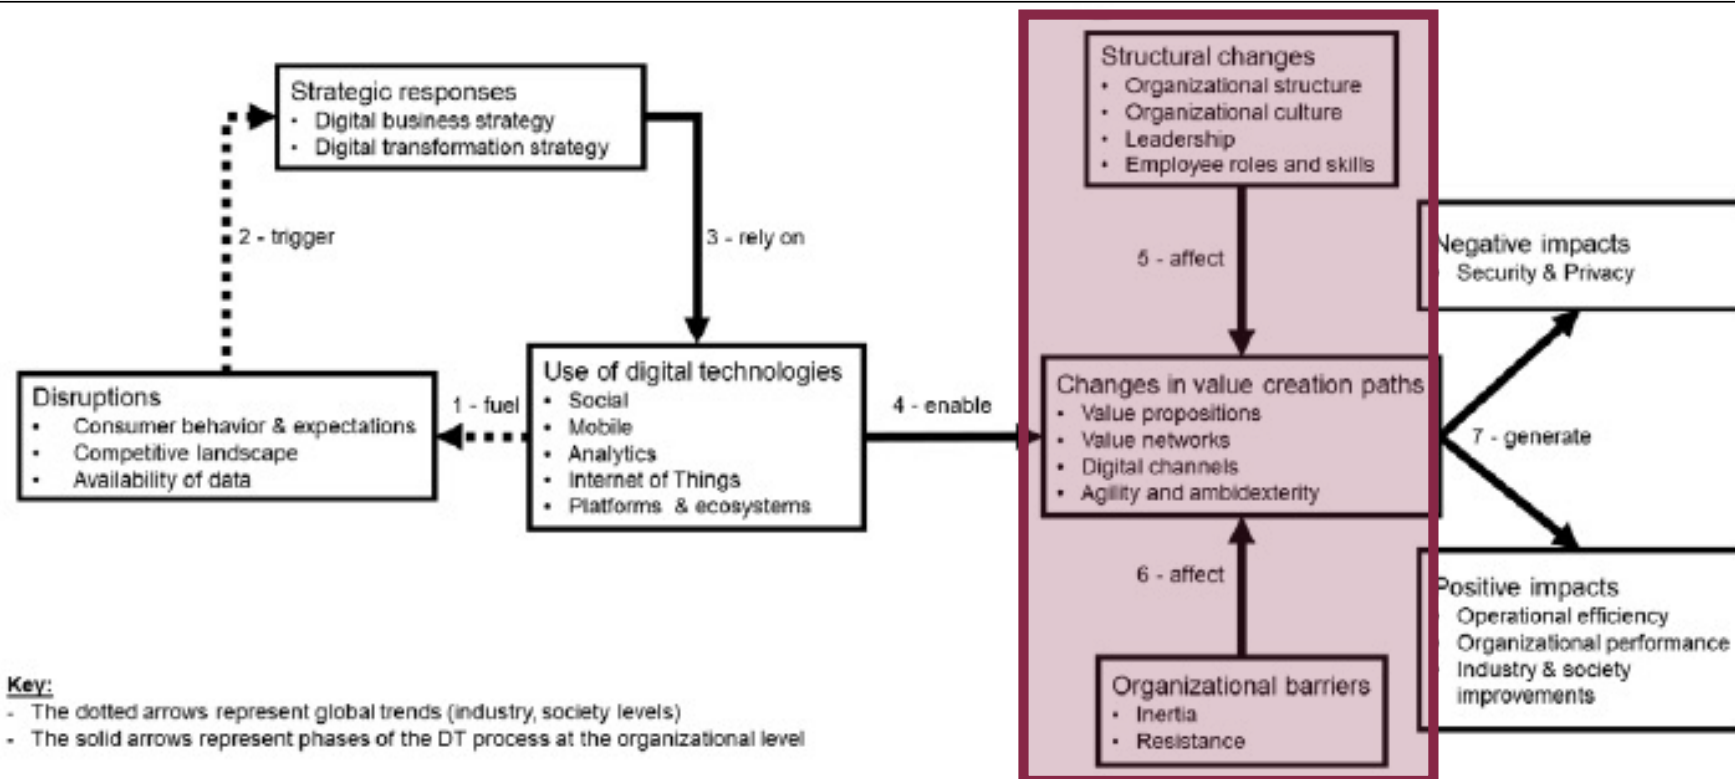 Strategic responses
• Digital business strategy
• Digital transformation strategy
2 - trigger
3 - rely on
Disruptions
• Consumer behavior & expectations
• Competitive landscape
• Availability of data
1 - fuel
Use of digital technologies
• Social
• Mobile
• Analytics
• Internet of Things
• Platforms & ecosystems
4 - enable
Structural changes
• Organizational structure
• Organizational culture
• Leadership
• Employee roles and skills
5 - affect
Changes in value creation paths
• Value propositions
• Value networks
• Digital channels
• Agility and ambidexterity
6 - affect
Organizational barriers
• Inertia
• Resistance
7 - generate
Negative impacts
Security & Privacy
Positive impacts
Operational efficiency
Organizational performance
Industry & society
improvements
Key:
- The dotted arrows represent global trends (industry, society levels)
- The solid arrows represent phases of the DT process at the organizational level